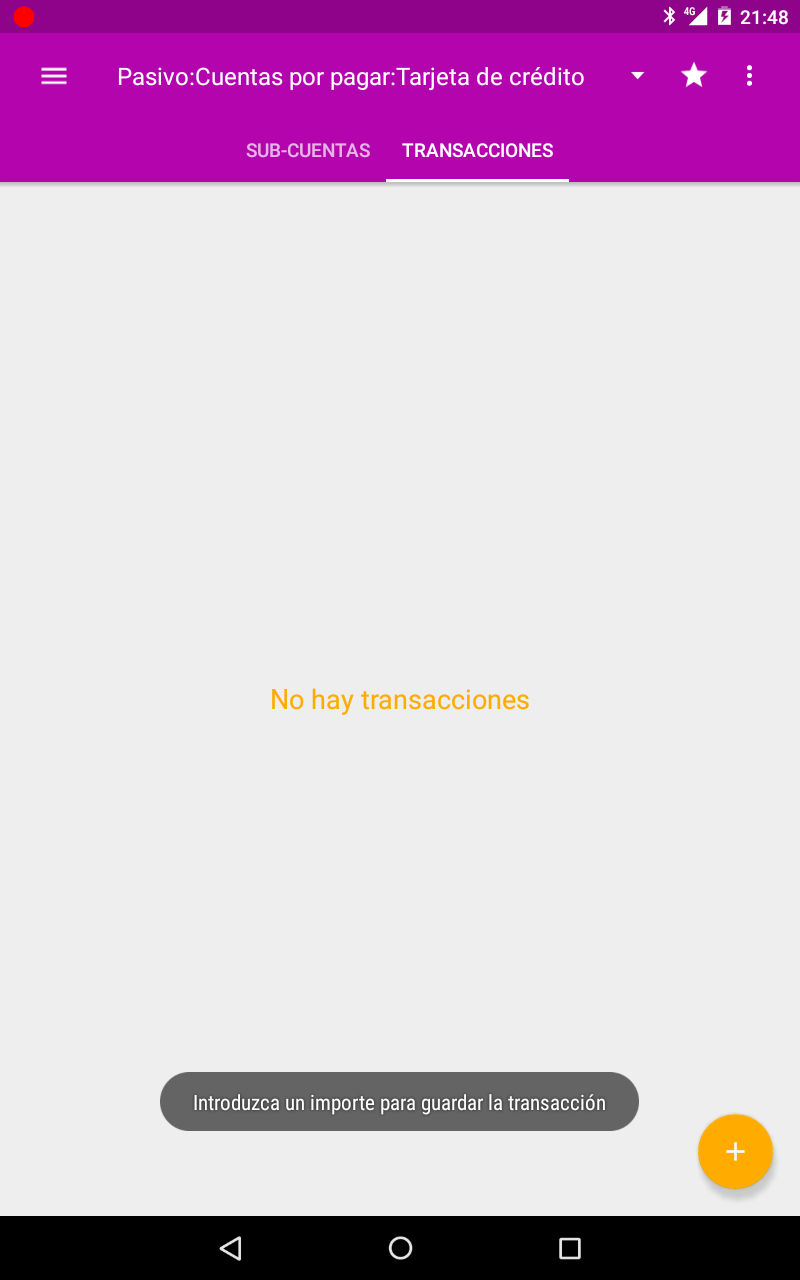 4G 21:48
Pasivo:Cuentas por pagar:Tarjeta de crédito
SUB-CUENTAS TRANSACCIONES
No hay transacciones
Introduzca un importe para guardar la transacción